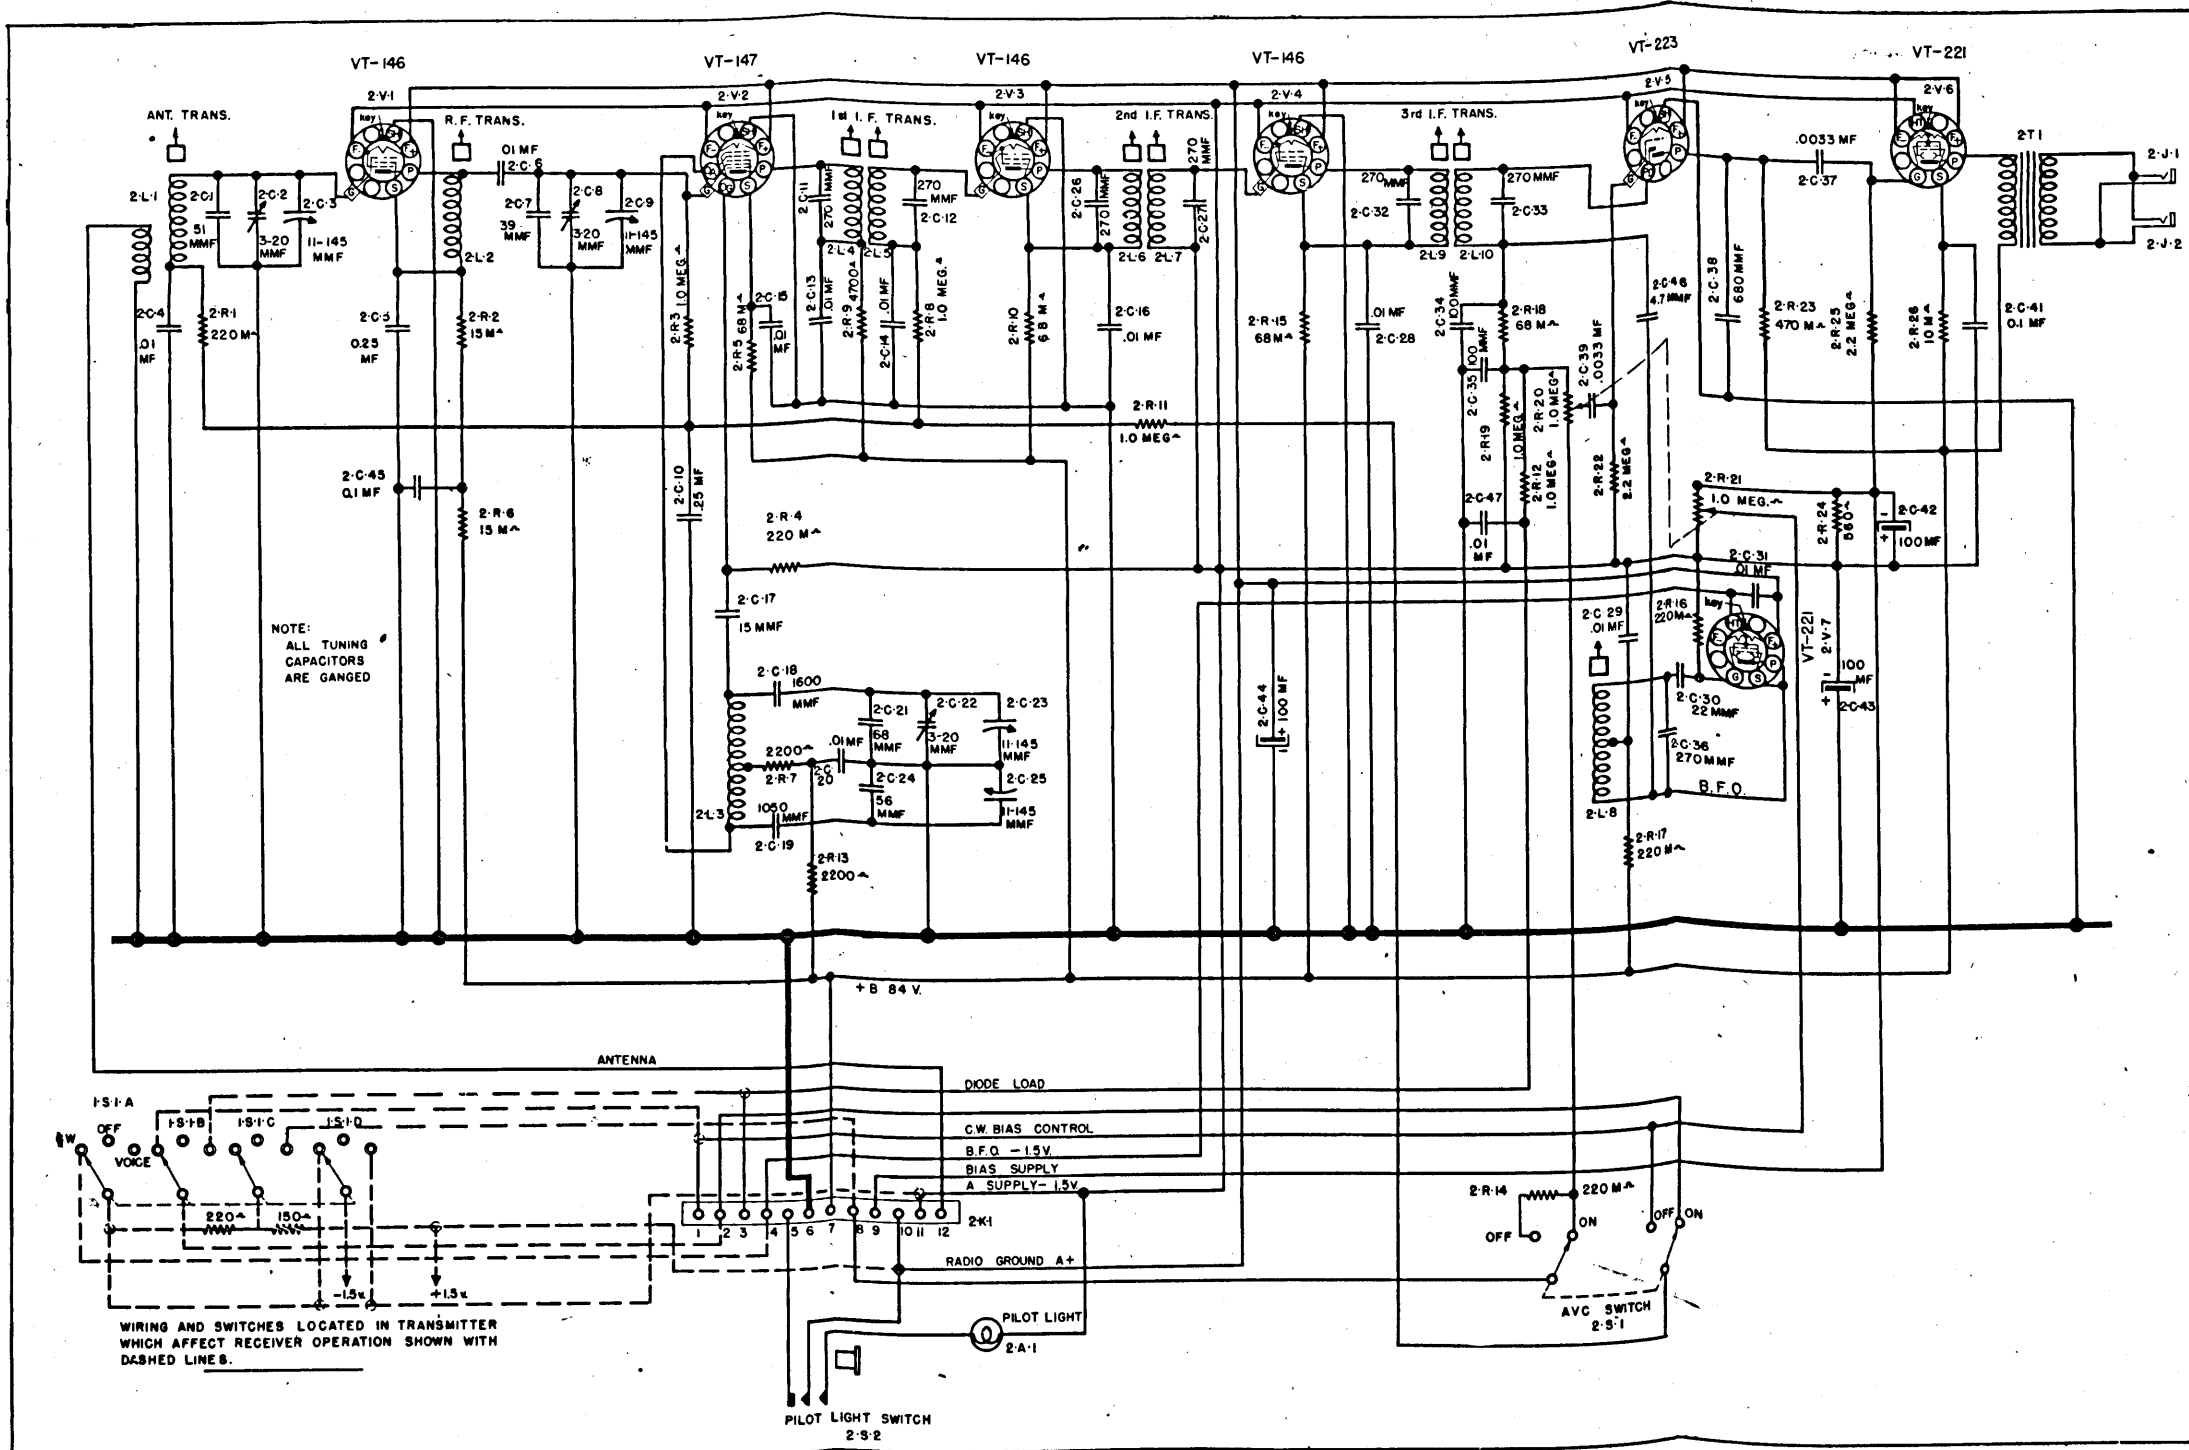 VT-146
VT-147
VT-146
VT-146
VT-223
VT-221
2·V·1
2·V·2
2·V·3
2·V·4
2·V·5
2·V·6
ANT. TRANS.
R.F. TRANS.
1st I.F. TRANS.
2nd I.F. TRANS.
3rd I.F. TRANS.
key
SH
F-
F+
P
S
G
key
SH
F-
F+
P
S
OG
G
key
SH
F-
F+
P
S
G
key
SH
F-
F+
P
S
G
key
F-
P
G
key
HT
F+
P
S
G
2·L·1
2·C·1
51
MMF
2·C·2
3-20
MMF
2·C·3
11-145
MMF
2·C·4
.01
MF
2·R·1
220 M
.01 MF
2·C·6
2·C·7
39
MMF
2·C·8
3-20
MMF
2·C·9
11-145
MMF
2·L·2
2·C·5
0.25
MF
2·R·2
15 M
2·C·45
0.1 MF
2·R·6
15 M
2·R·3
1.0 MEG.
2·C·10
.25 MF
2·R·5
68 M
2·C·15
.01
MF
2·C·11
270 MMF
2·C·13
.01 MF
2·L·4
2·L·5
2·R·9
4700
.01 MF
2·C·14
270
MMF
2·C·12
2·R·8
1.0 MEG.
2·R·10
68 M
2·C·26
270 MMF
2·L·6
2·L·7
270
MMF
2·C·27
2·C·16
.01 MF
2·R·11
1.0 MEG
2·R·15
68 M
.01 MF
2·C·28
270 MMF
2·C·32
2·L·9
2·L·10
270 MMF
2·C·33
2·C·34
100 MMF
2·R·18
68 M
2·C·35
100
MMF
2·R·19
1.0 MEG
2·R·20
1.0 MEG
2·R·12
1.0 MEG
2·C·39
.0033 MF
2·C·47
.01
MF
2·R·22
2.2 MEG
2·C·46
4.7 MMF
2·C·38
680 MMF
2·R·23
470 M
.0033 MF
2·C·37
2·R·25
2.2 MEG
2·R·26
10 M
2·C·41
0.1 MF
2·T·1
2·J·1
2·J·2
2·R·21
1.0 MEG.
2·R·24
560
2·C·42
100 MF
2·C·31
.01 MF
2·C·29
.01 MF
2·R·16
220 M
key
HT
F-
F+
P
S
G
VT-221
2·V·7
100
MF
2·C·43
2·C·30
22 MMF
2·C·36
270 MMF
B.F.O.
2·L·8
2·R·17
220 M
2·R·4
220 M
2·C·17
15 MMF
2·C·18
1600
MMF
2·C·21
68
MMF
2·C·22
3-20
MMF
2·C·23
11-145
MMF
2200
2·R·7
.01 MF
2·C·20
2·C·24
56
MMF
2·C·25
11-145
MMF
2·L·3
1050
MMF
2·C·19
2·R·13
2200
2·C·44
100 MF
NOTE:
ALL TUNING
CAPACITORS
ARE GANGED
+B 84 V.
ANTENNA
DIODE LOAD
C.W. BIAS CONTROL
B.F.O. -1.5V.
BIAS SUPPLY
A SUPPLY-1.5V.
1·S·1·A
OFF
VOICE
1·S·1·B
1·S·1·C
1·S·1·D
220
150
-1.5v.
+1.5v.
1 2 3 4 5 6 7 8 9 10 11 12
2·K·1
RADIO GROUND A+
PILOT LIGHT
2·A·1
2·R·14
220 M
OFF
ON
OFF
ON
AVC SWITCH
2·S·1
WIRING AND SWITCHES LOCATED IN TRANSMITTER
WHICH AFFECT RECEIVER OPERATION SHOWN WITH
DASHED LINES.
PILOT LIGHT SWITCH
2·S·2